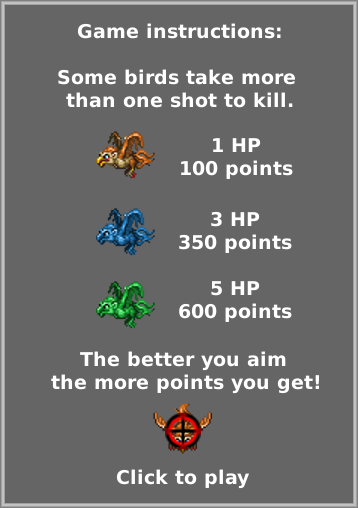 Game instructions:
Some birds take more
than one shot to kill.
1 HP
100 points
3 HP
350 points
5 HP
600 points
The better you aim
the more points you get!
Click to play